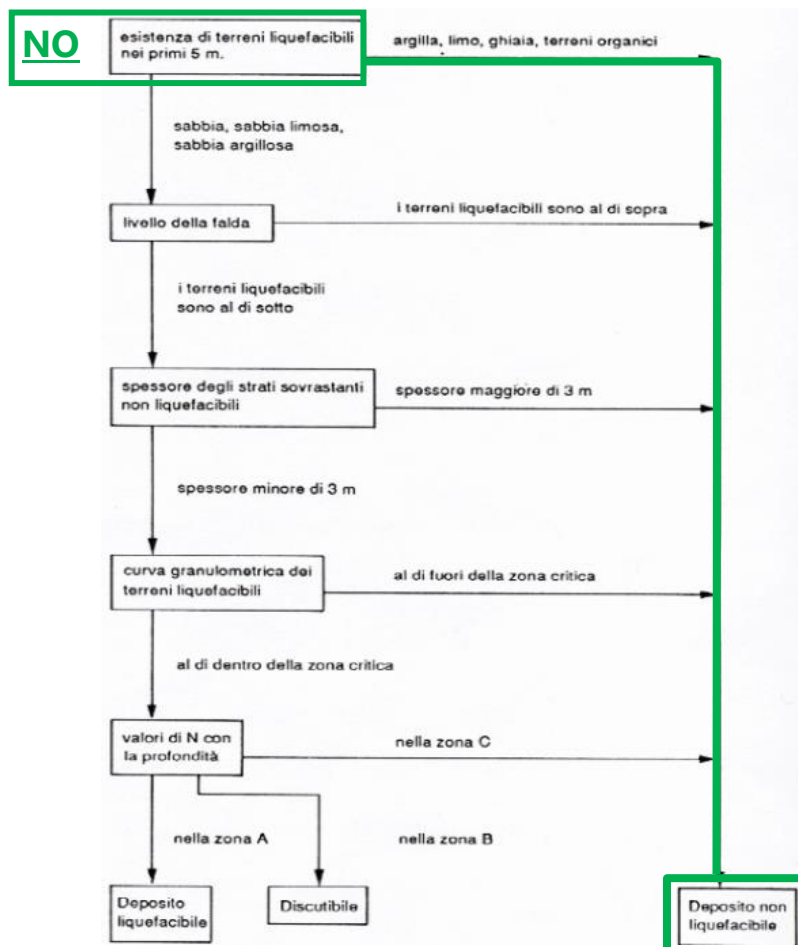 NO
esistenza di terreni liquefacibili
nei primi 5 m.
argilla, limo, ghiaia, terreni organici
sabbia, sabbia limosa,
sabbia argillosa
livello della falda
i terreni liquefacibili sono al di sopra
i terreni liquefacibili
sono al di sotto
spessore degli strati sovrastanti
non liquefacibili
spessore maggiore di 3 m
spessore minore di 3 m
curva granulometrica dei
terreni liquefacibili
al di fuori della zona critica
al di dentro della zona critica
valori di N con
la profondità
nella zona C
nella zona A
nella zona B
Deposito
liquefacibile
Discutibile
Deposito non
liquefacibile